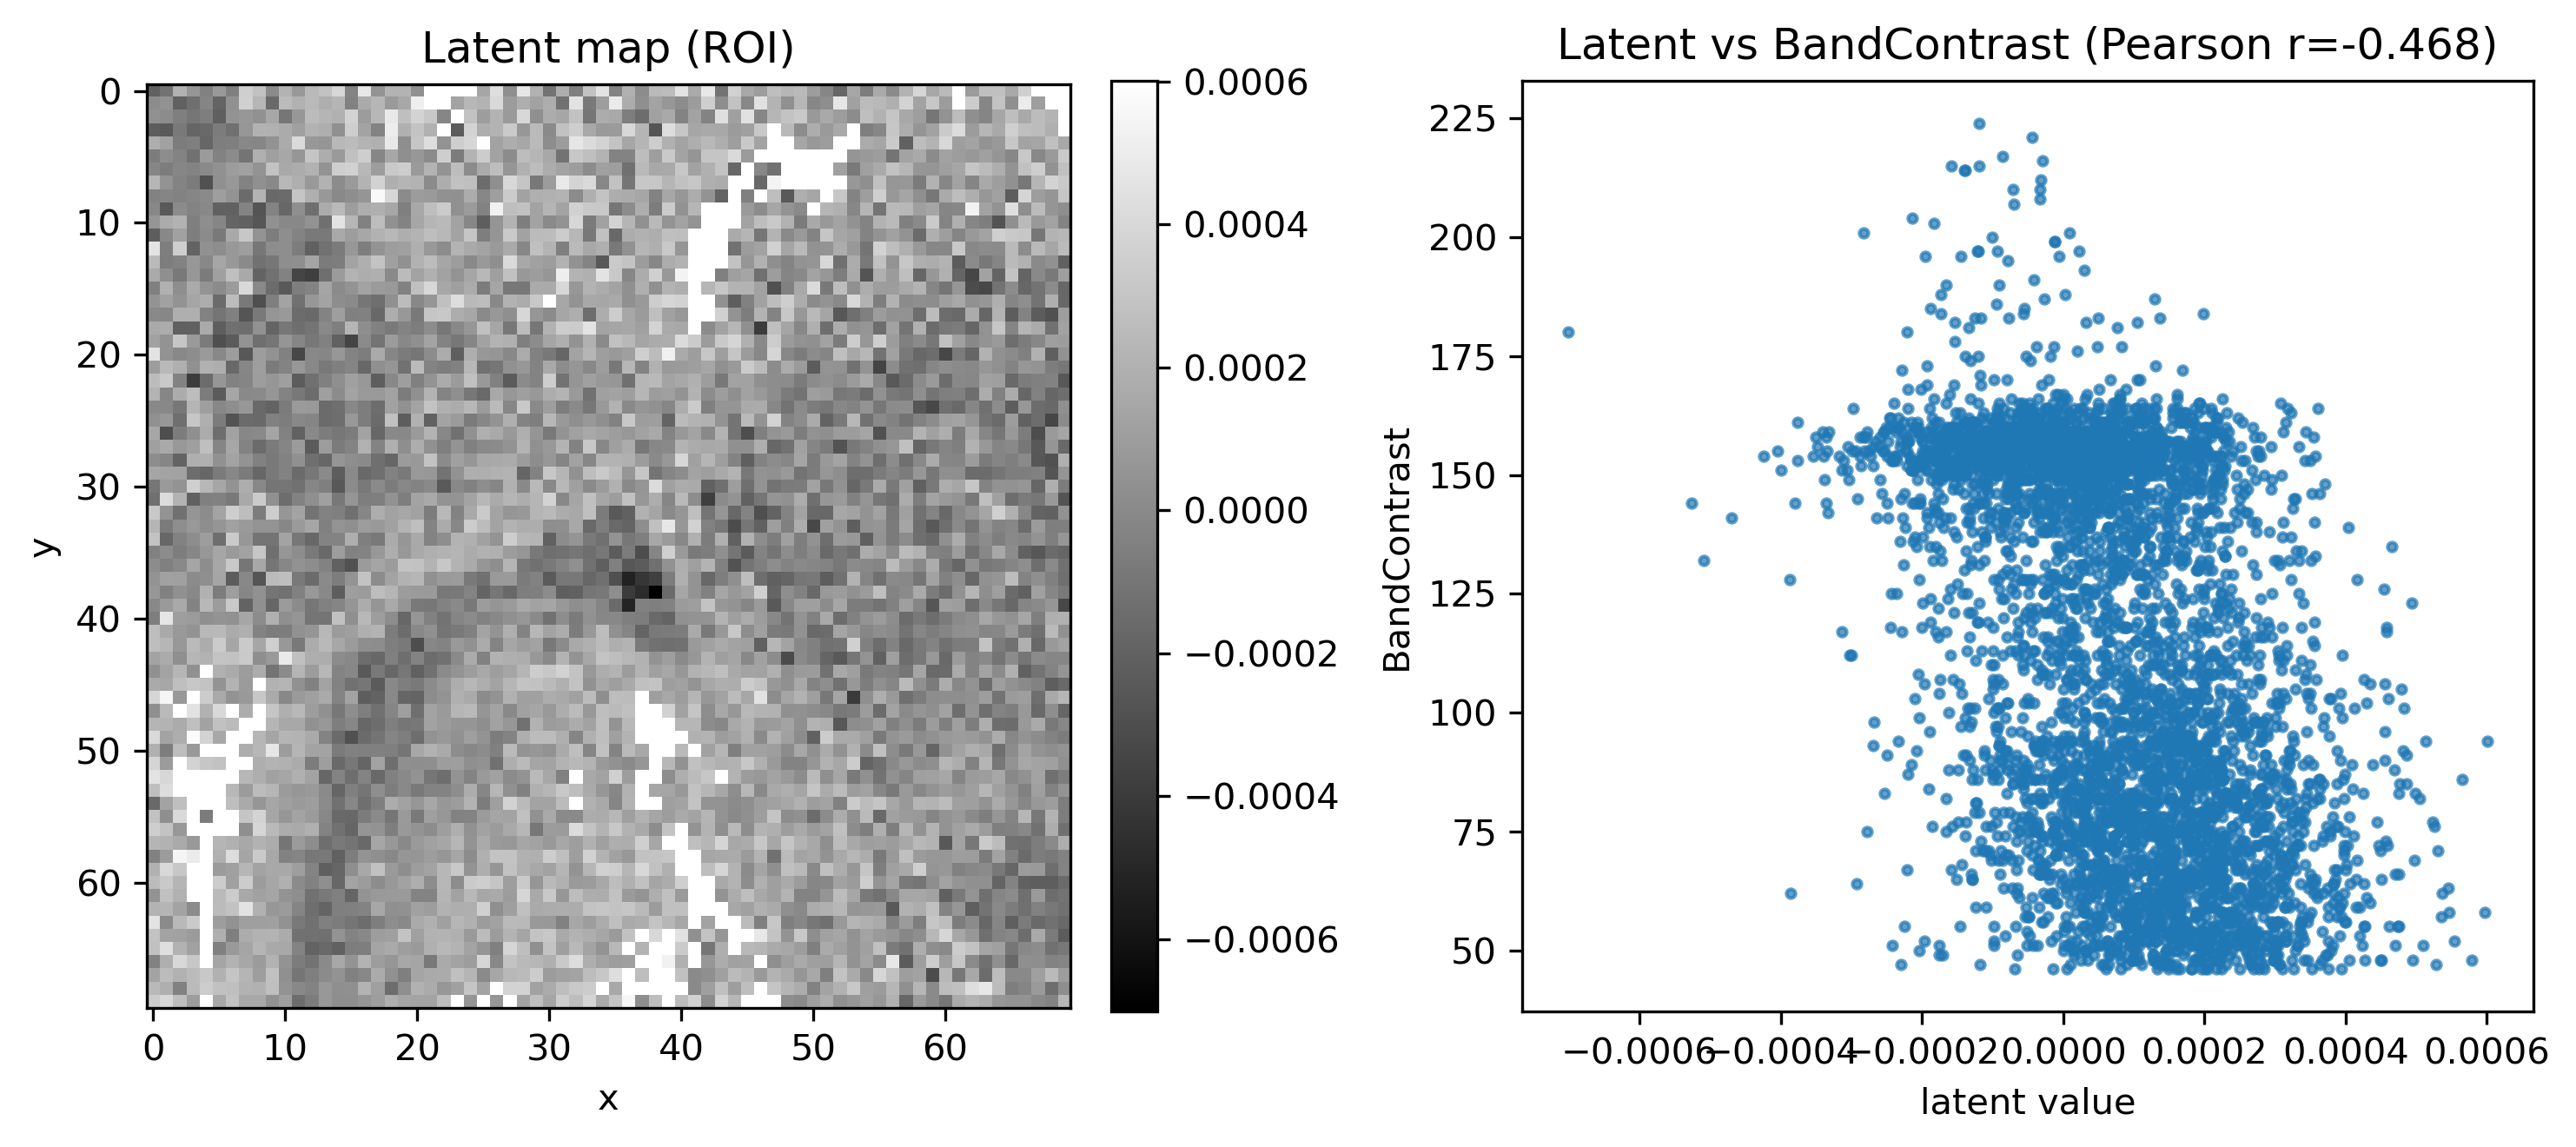 Latent map (ROI)
0
10
20
30
40
50
60
y
0 10 20 30 40 50 60
x
0.0006
0.0004
0.0002
0.0000
−0.0002
−0.0004
−0.0006
Latent vs BandContrast (Pearson r=-0.468)
225
200
175
150
125
100
75
50
BandContrast
−0.0006 −0.0004 −0.0002 0.0000 0.0002 0.0004 0.0006
latent value